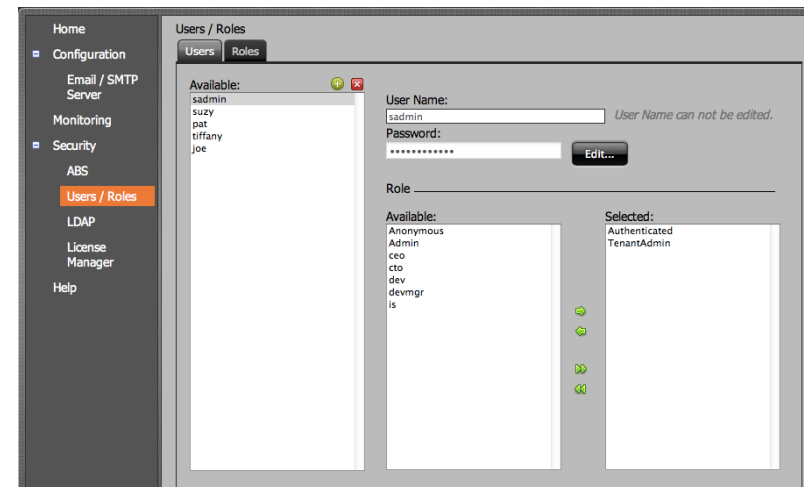 Home
Configuration
Email / SMTP
Server
Monitoring
Security
ABS
Users / Roles
LDAP
License
Manager
Help
Users / Roles
Users
Roles
Available:
sadmin
suzy
pat
tiffany
joe
User Name:
sadmin
User Name can not be edited.
Password:
••••••••••••
Edit...
Role
Available:
Anonymous
Admin
ceo
cto
dev
devmgr
is
Selected:
Authenticated
TenantAdmin